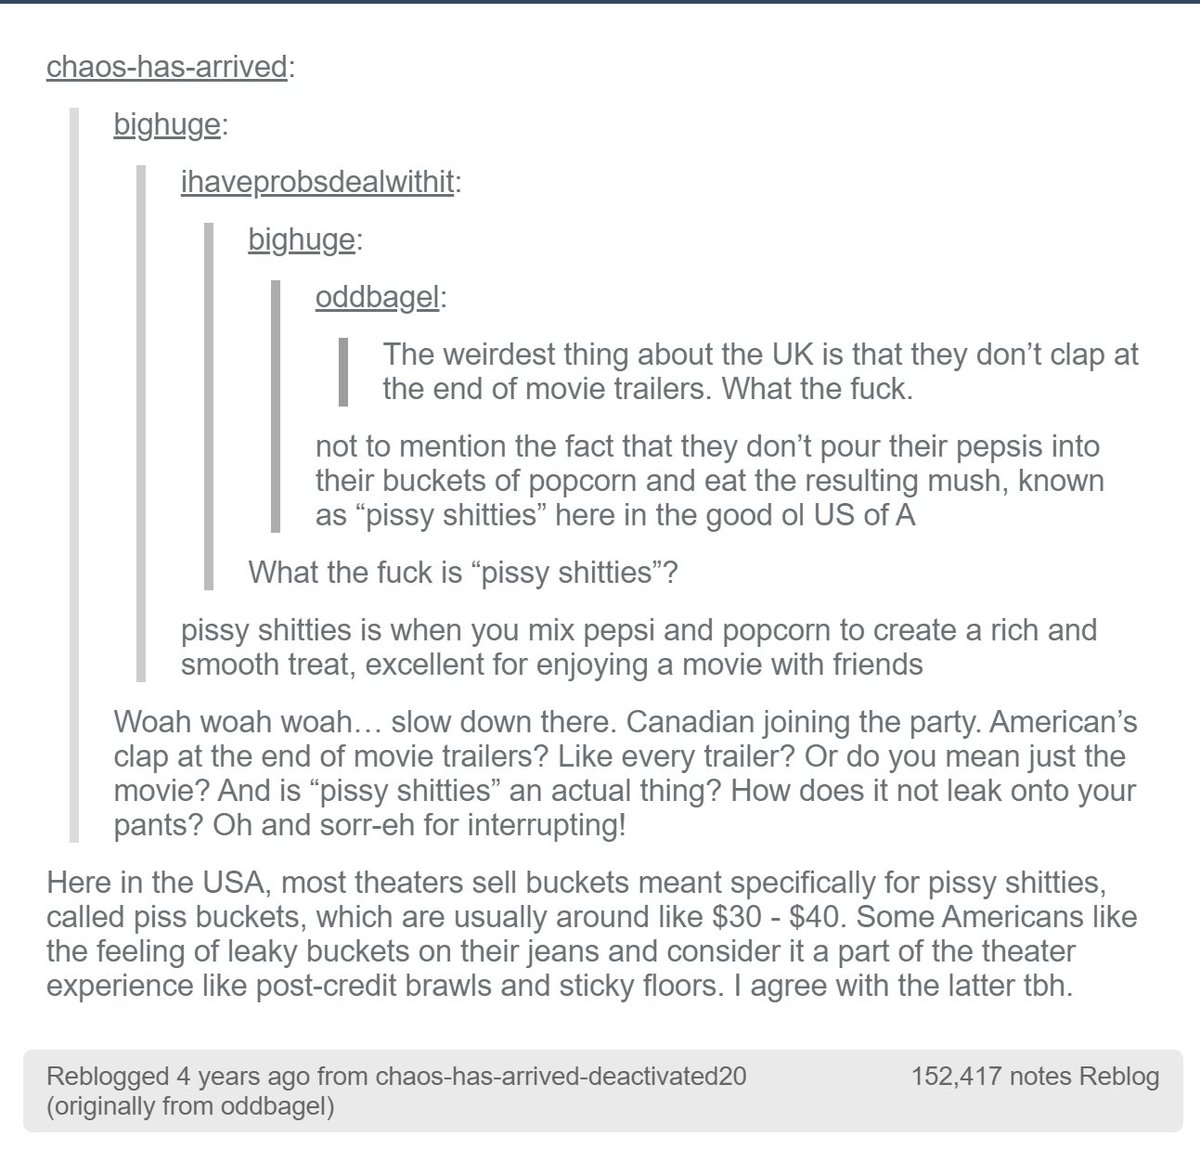 chaos-has-arrived:
bighuge:
ihaveprobsdealwithit:
bighuge:
oddbagel:
The weirdest thing about the UK is that they don’t clap at
the end of movie trailers. What the fuck.
not to mention the fact that they don’t pour their pepsis into
their buckets of popcorn and eat the resulting mush, known
as “pissy shitties” here in the good ol US of A
What the fuck is “pissy shitties”?
pissy shitties is when you mix pepsi and popcorn to create a rich and
smooth treat, excellent for enjoying a movie with friends
Woah woah woah… slow down there. Canadian joining the party. American’s
clap at the end of movie trailers? Like every trailer? Or do you mean just the
movie? And is “pissy shitties” an actual thing? How does it not leak onto your
pants? Oh and sorr-eh for interrupting!
Here in the USA, most theaters sell buckets meant specifically for pissy shitties,
called piss buckets, which are usually around like $30 - $40. Some Americans like
the feeling of leaky buckets on their jeans and consider it a part of the theater
experience like post-credit brawls and sticky floors. I agree with the latter tbh.
Reblogged 4 years ago from chaos-has-arrived-deactivated20
(originally from oddbagel)
152,417 notes Reblog